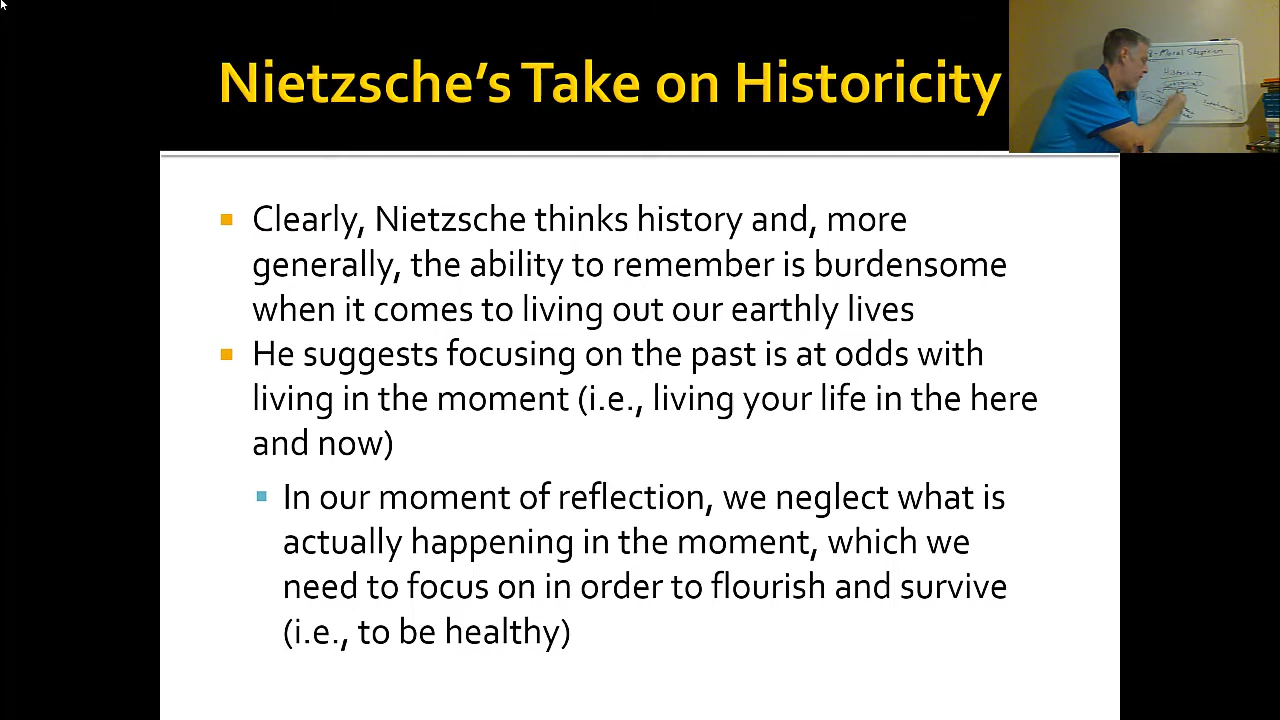 Nietzsche's Take on Historicity
Moral Skepticism
Historicity
Clearly, Nietzsche thinks history and, more
generally, the ability to remember is burdensome
when it comes to living out our earthly lives
He suggests focusing on the past is at odds with
living in the moment (i.e., living your life in the here
and now)
In our moment of reflection, we neglect what is
actually happening in the moment, which we
need to focus on in order to flourish and survive
(i.e., to be healthy)